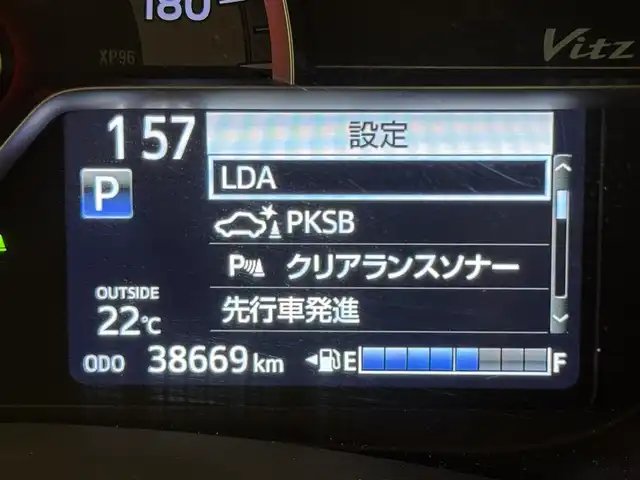 180
XP96
Vitz
1 57
設定
LDA
P
PKSB
P クリアランスソナー
先行車発進
OUTSIDE
22℃
ODO 38669 km
E F